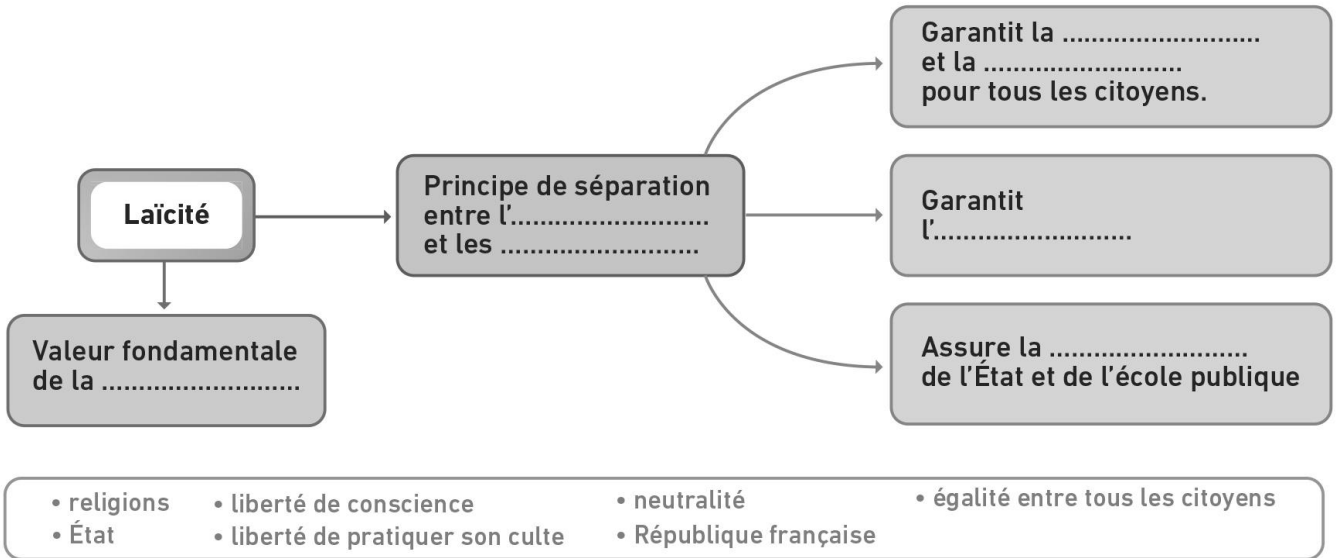 Laïcité
Valeur fondamentale
de la ...........................
Principe de séparation
entre l’...........................
et les ...........................
Garantit la ...........................
et la ...........................
pour tous les citoyens.
Garantit
l’...........................
Assure la ...........................
de l’État et de l’école publique
• religions
• État
• liberté de conscience
• liberté de pratiquer son culte
• neutralité
• République française
• égalité entre tous les citoyens